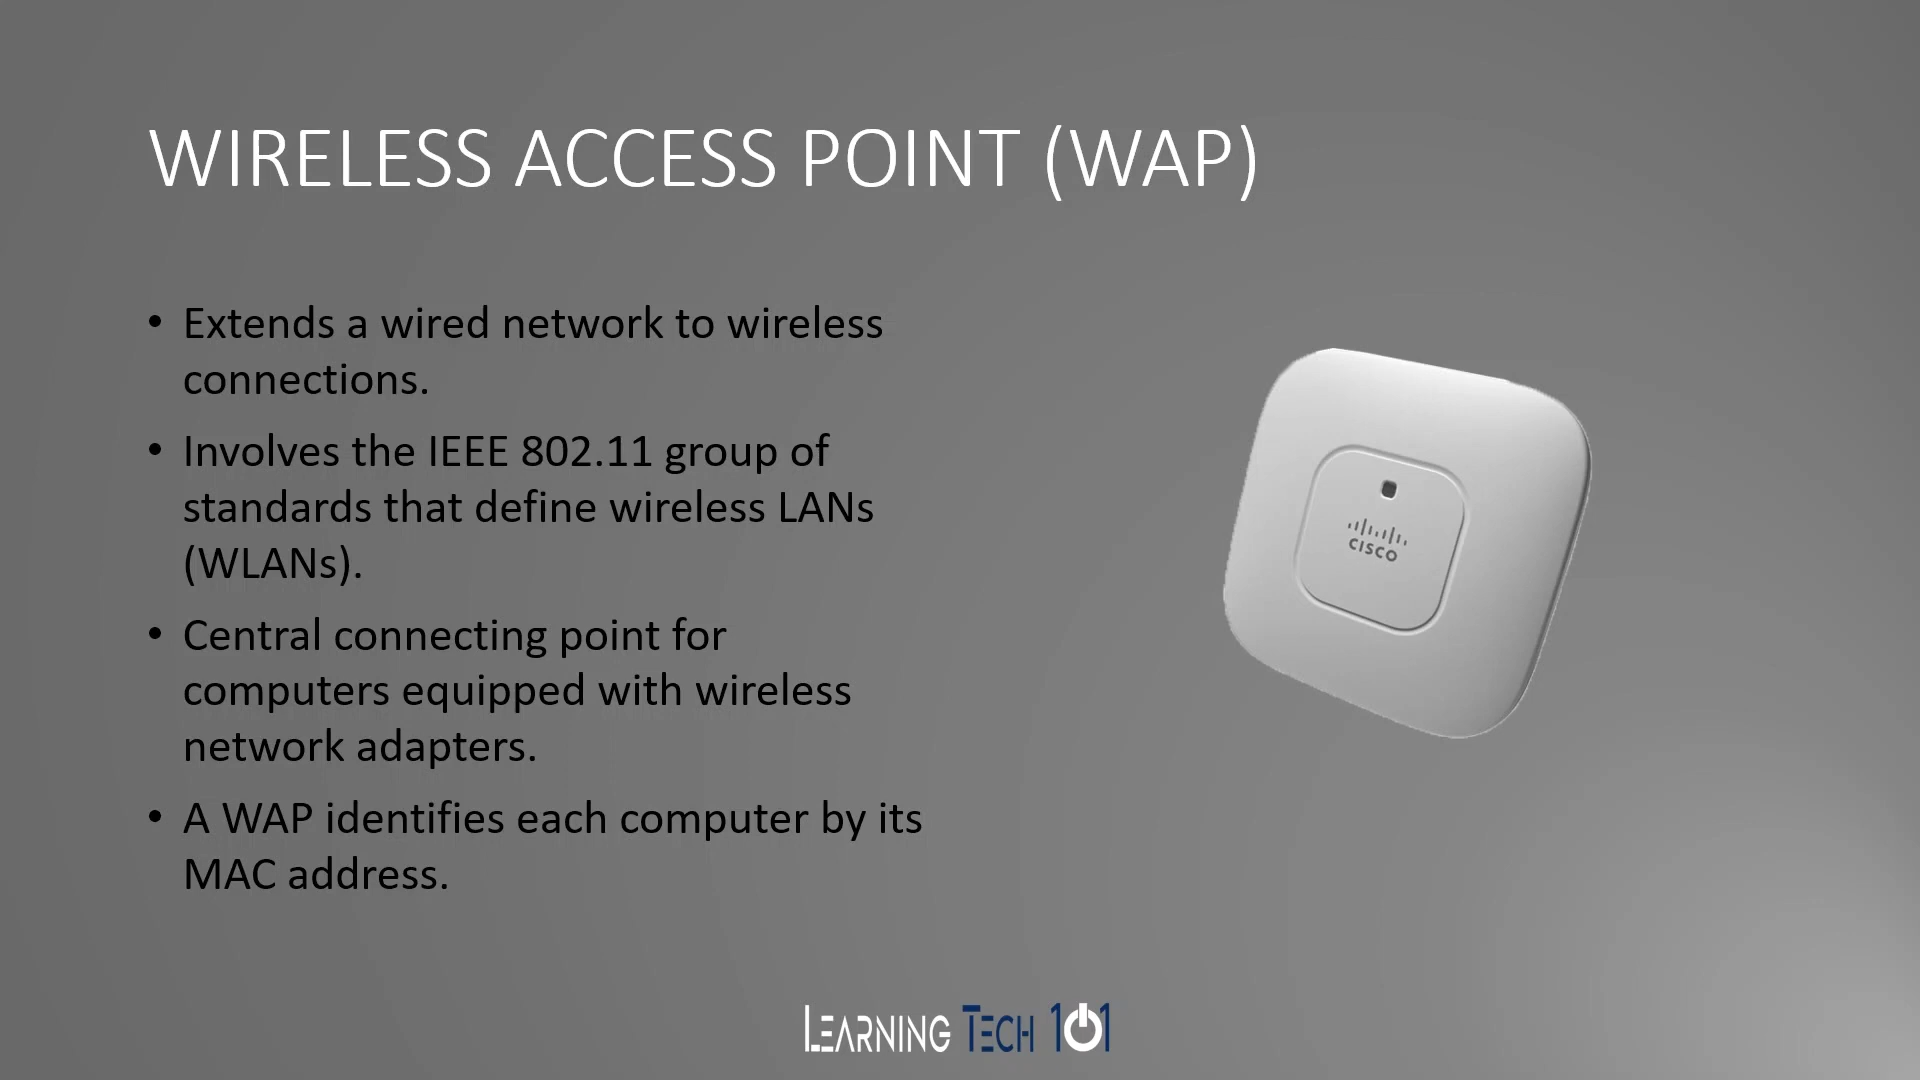 WIRELESS ACCESS POINT (WAP)
• Extends a wired network to wireless
connections.
• Involves the IEEE 802.11 group of
standards that define wireless LANs
(WLANs).
• Central connecting point for
computers equipped with wireless
network adapters.
• A WAP identifies each computer by its
MAC address.
CISCO
LEARNING TECH 101